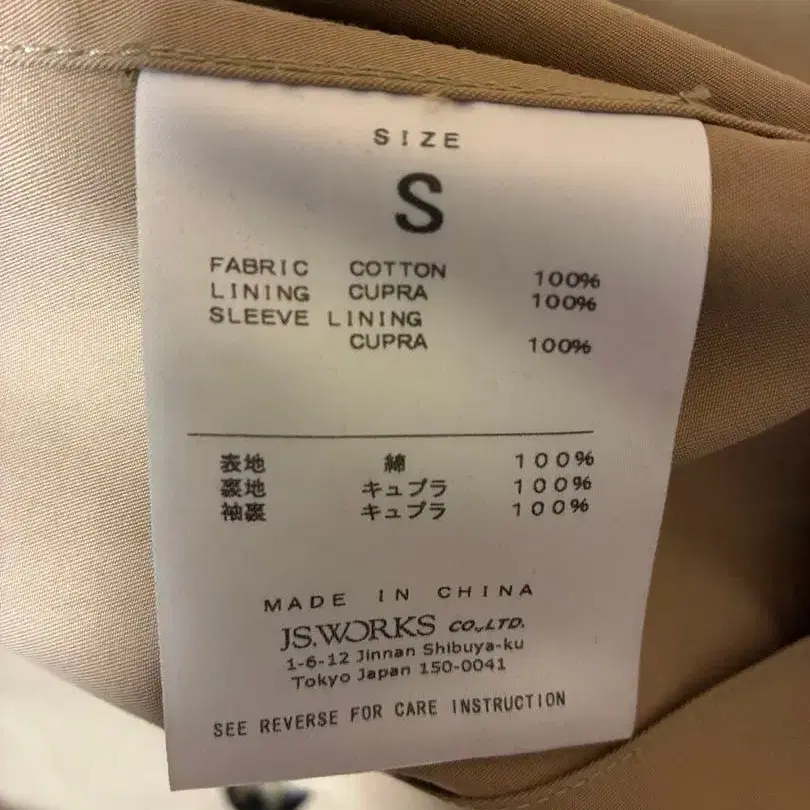 SIZE
S
FABRIC COTTON 100%
LINING CUPRA 100%
SLEEVE LINING
CUPRA 100%
表地 綿 100%
裏地 キュプラ 100%
袖裏 キュプラ 100%
MADE IN CHINA
JS.WORKS CO.,LTD.
1-6-12 Jinnan Shibuya-ku
Tokyo Japan 150-0041
SEE REVERSE FOR CARE INSTRUCTION